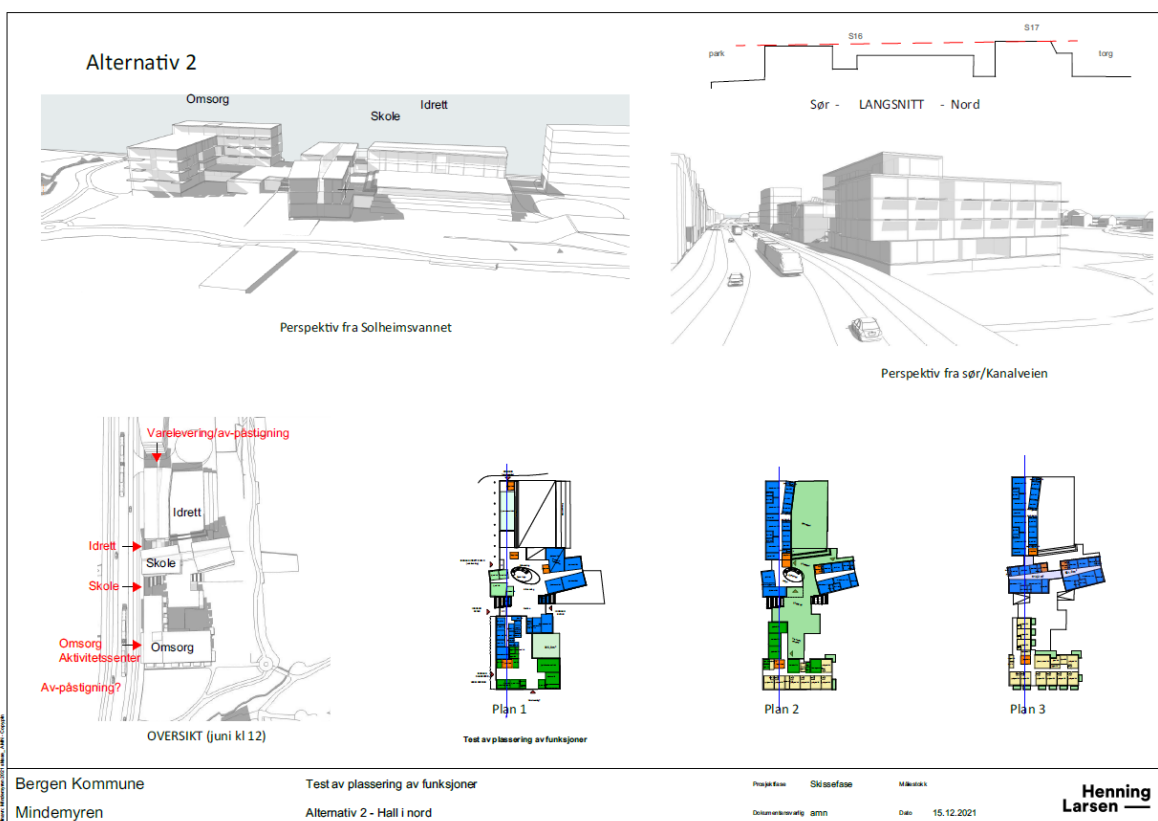 Alternativ 2
Omsorg
Skole
Idrett
Perspektiv fra Solheimsvannet
park
S16
S17
torg
Sør - LANGSNITT - Nord
Perspektiv fra sør/Kanalveien
Varelevering/av-påstigning
Idrett
Idrett
Skole
Skole
Omsorg
Aktivitetssenter
Omsorg
Av-påstigning?
OVERSIKT (juni kl 12)
Plan 1
Plan 2
Plan 3
Test av plassering av funksjoner
Bergen Kommune
Mindemyren
Test av plassering av funksjoner
Alternativ 2 - Hall i nord
Prosjektfase
Skissefase
Målestokk
Dokumentansvarlig
amn
Dato
15.12.2021
Henning
Larsen